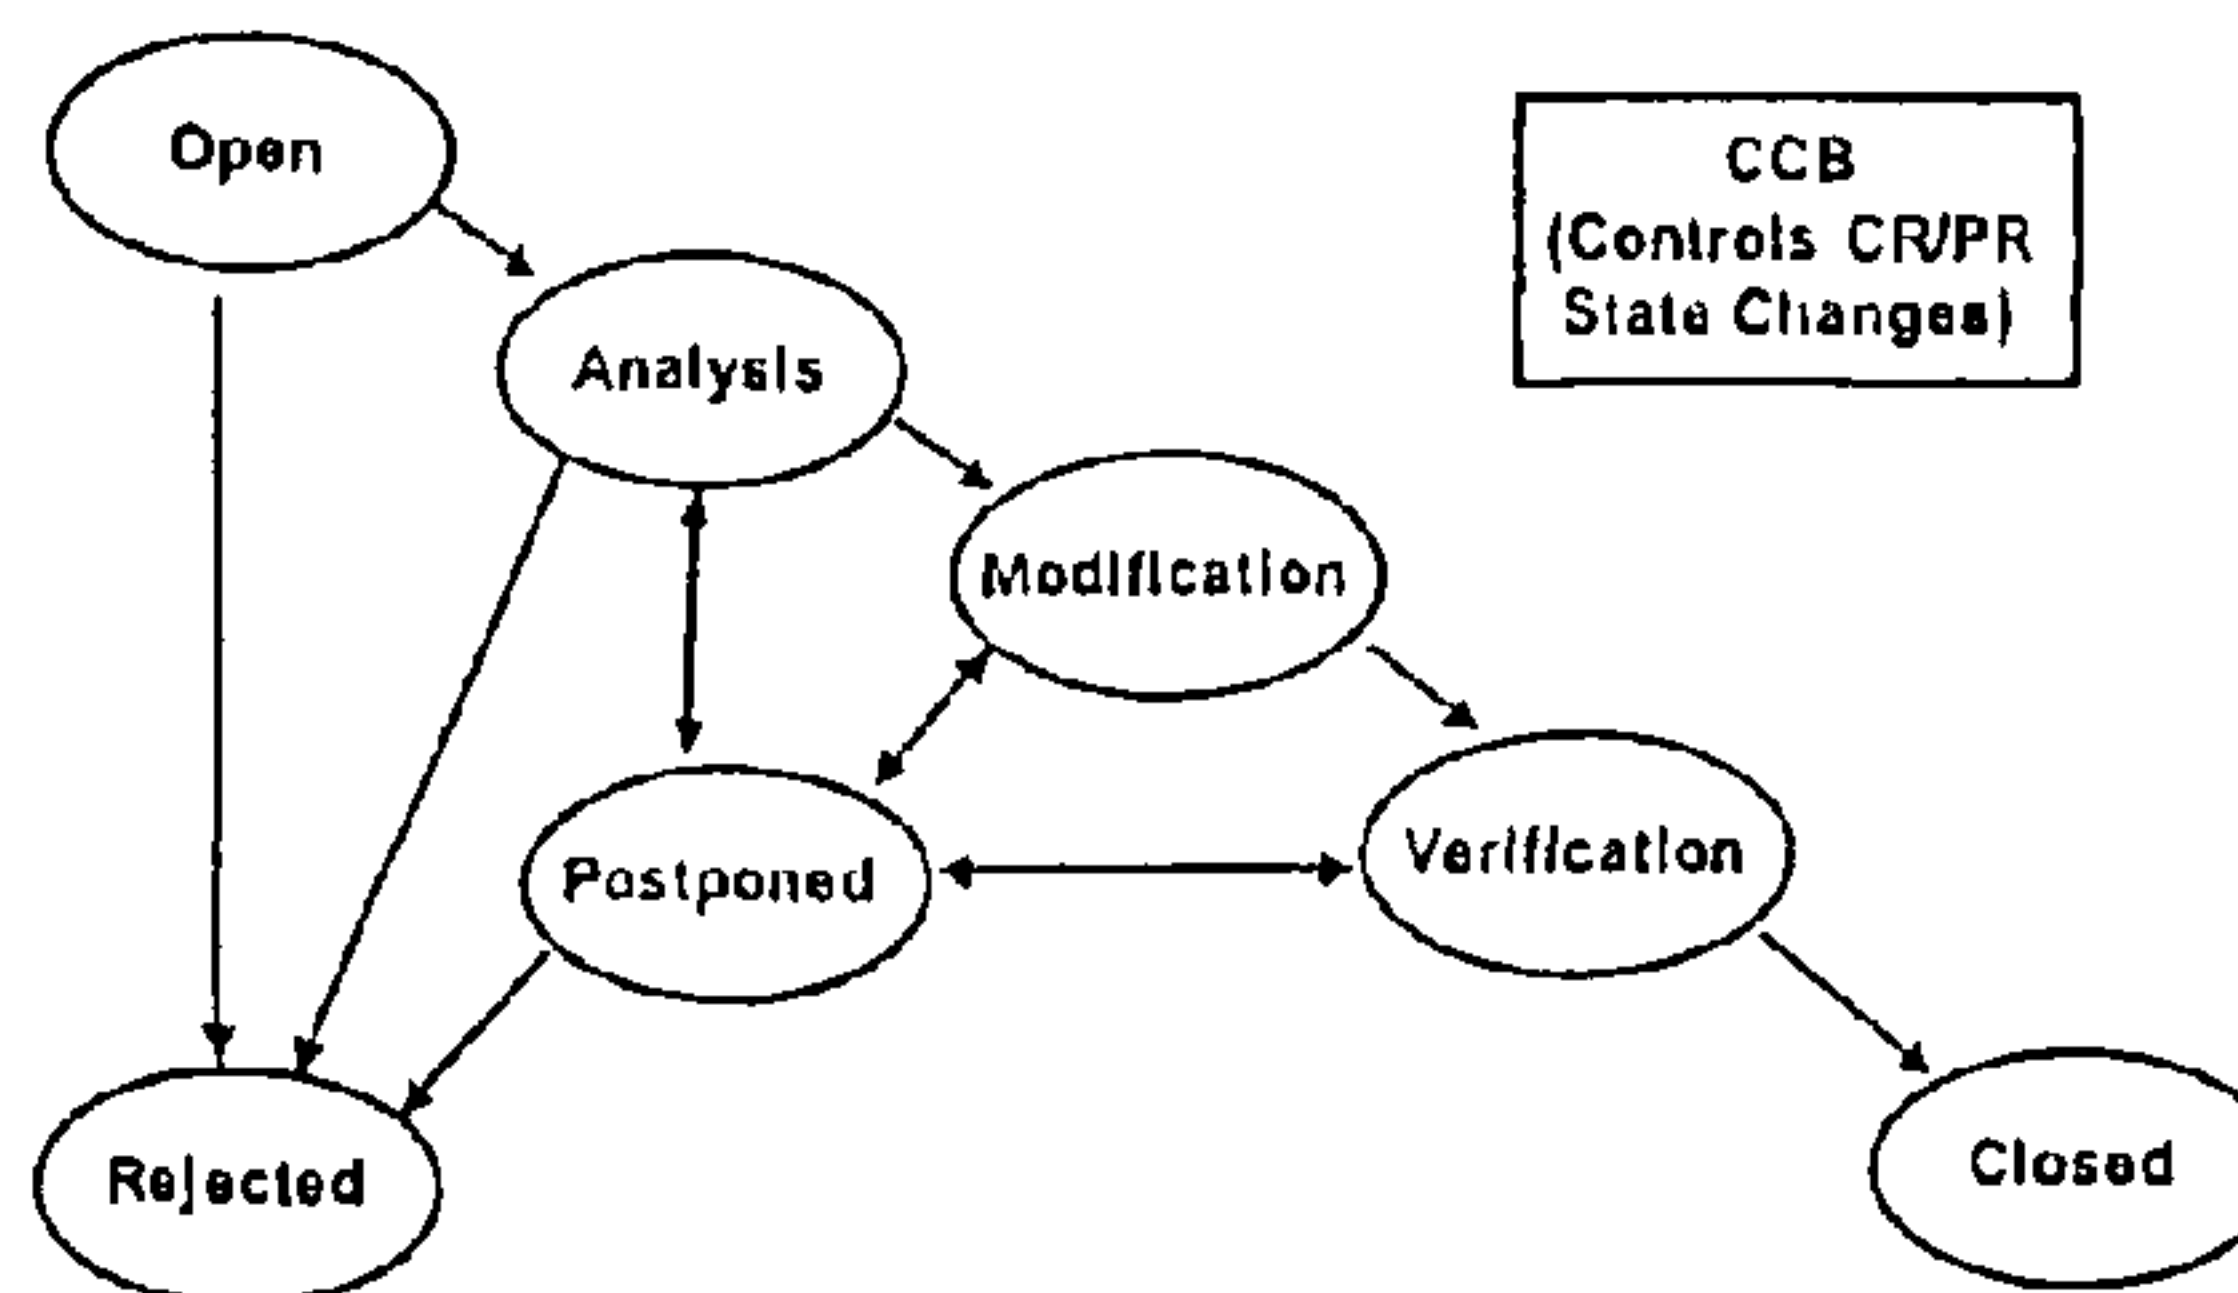 Open
CCB
(Controls CR/PR
State Changes)
Analysis
Modification
Verification
Postponed
Rejected
Closed